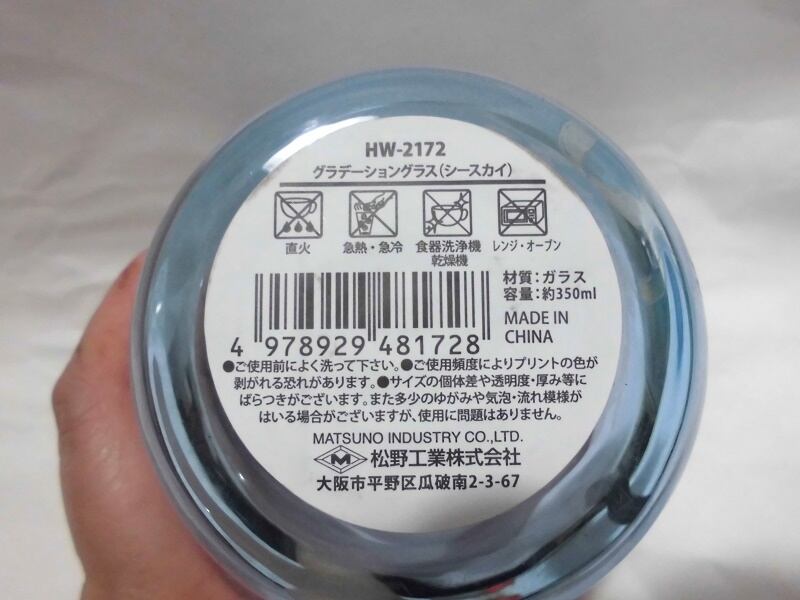 HW-2172
グラデーショングラス(シースカイ)
直火 急熱・急冷 食器洗浄機 レンジ・オーブン
乾燥機
材質:ガラス
容量:約350ml
MADE IN
CHINA
4 978929 481728
●ご使用前によく洗って下さい。●ご使用頻度によりプリントの色が
剥がれる恐れがあります。●サイズの個体差や透明度・厚み等に
ばらつきがございます。また多少のゆがみや気泡・流れ模様が
はいる場合がございますが、使用に問題はありません。
MATSUNO INDUSTRY CO.,LTD.
M 松野工業株式会社
大阪市平野区瓜破南2-3-67